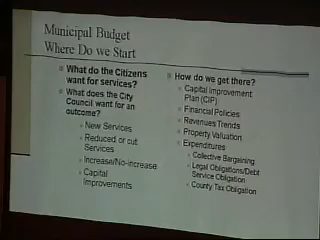 Municipal Budget
Where Do we Start
What do the Citizens
want for services?
What does the City
Council want for an
outcome?
New Services
Reduced or cut
Services
Increase/No-increase
Capital
Improvements
How do we get there?
Capital Improvement
Plan (CIP)
Financial Policies
Revenues Trends
Property Valuation
Expenditures
Collective Bargaining
Legal Obligations/Debt
Service Obligation
County Tax Obligation